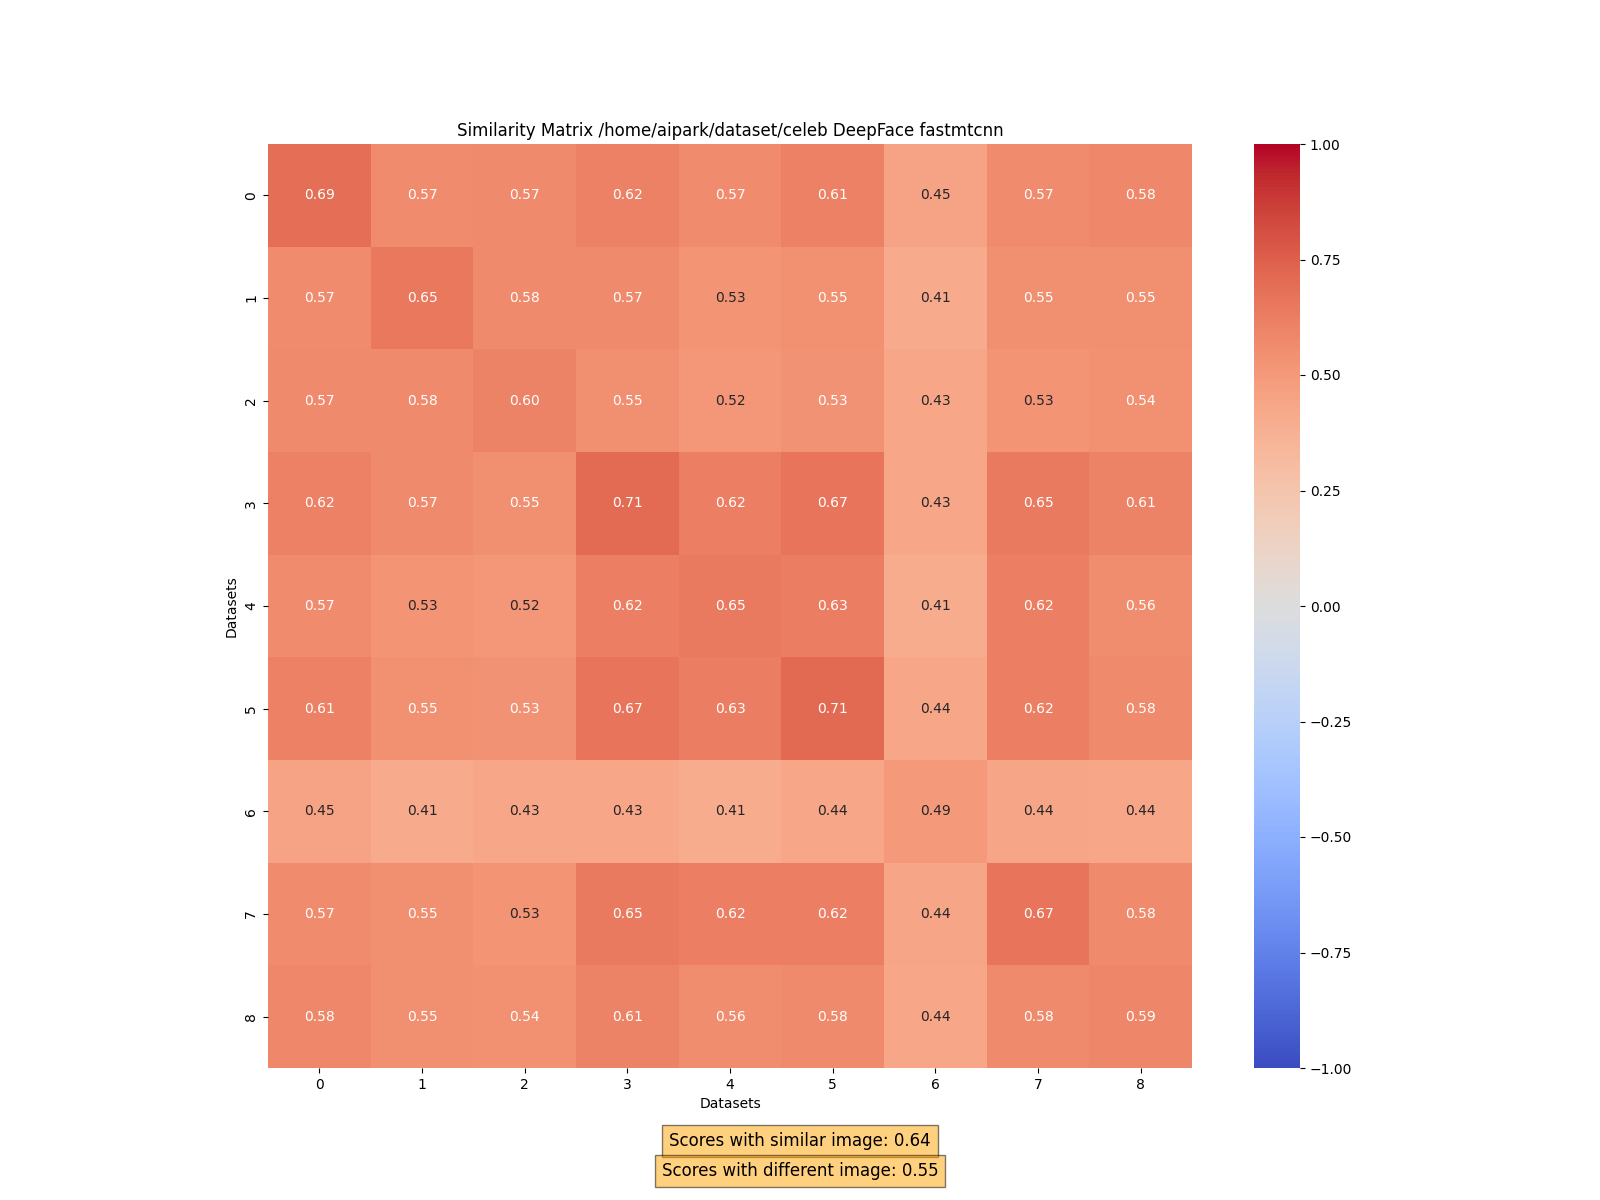 Similarity Matrix /home/aipark/dataset/celeb DeepFace fastmtcnn
0 0.69 0.57 0.57 0.62 0.57 0.61 0.45 0.57 0.58
1 0.57 0.65 0.58 0.57 0.53 0.55 0.41 0.55 0.55
2 0.57 0.58 0.60 0.55 0.52 0.53 0.43 0.53 0.54
3 0.62 0.57 0.55 0.71 0.62 0.67 0.43 0.65 0.61
4 0.57 0.53 0.52 0.62 0.65 0.63 0.41 0.62 0.56
5 0.61 0.55 0.53 0.67 0.63 0.71 0.44 0.62 0.58
6 0.45 0.41 0.43 0.43 0.41 0.44 0.49 0.44 0.44
7 0.57 0.55 0.53 0.65 0.62 0.62 0.44 0.67 0.58
8 0.58 0.55 0.54 0.61 0.56 0.58 0.44 0.58 0.59
Datasets
0 1 2 3 4 5 6 7 8
Datasets
1.00
0.75
0.50
0.25
0.00
−0.25
−0.50
−0.75
−1.00
Scores with similar image: 0.64
Scores with different image: 0.55